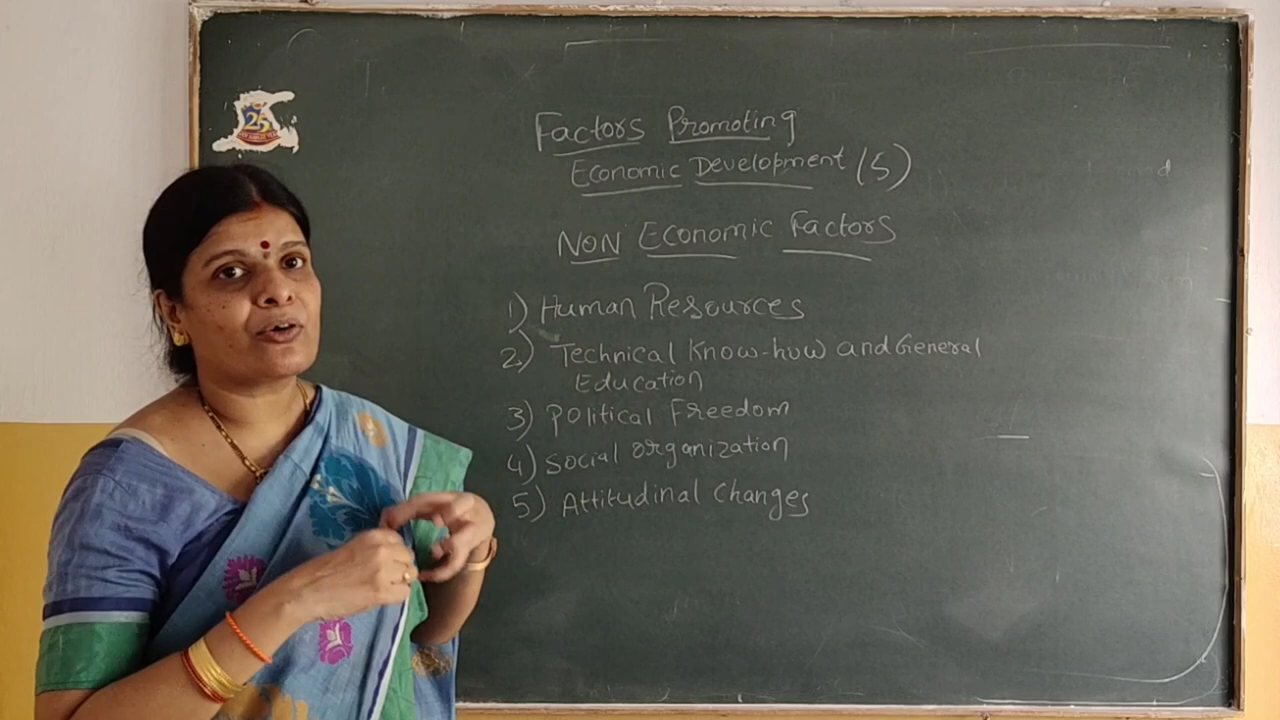 25
Factors Promoting
Economic Development (5)
NON Economic Factors
1) Human Resources
2) Technical Know-how and General
Education
3) Political Freedom
4) Social organization
5) Attitudinal Changes